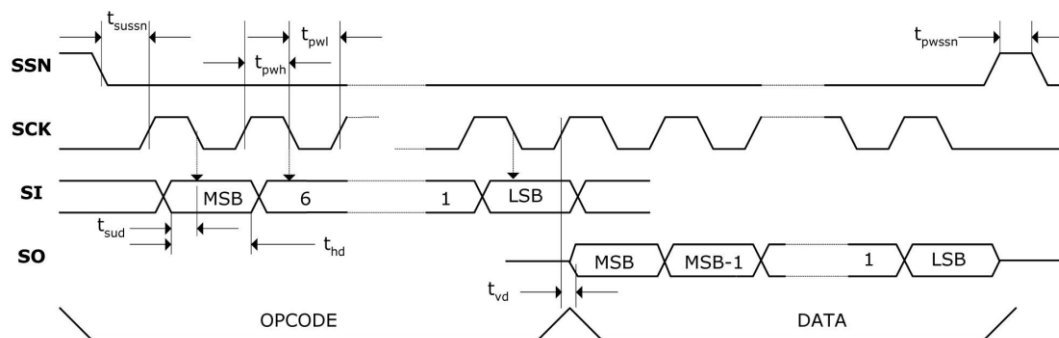 t_sussn t_pwl t_pwssn
t_pwh
SSN
SCK
SI MSB 6 1 LSB
t_sud t_hd
SO MSB MSB-1 1 LSB
t_vd
OPCODE DATA